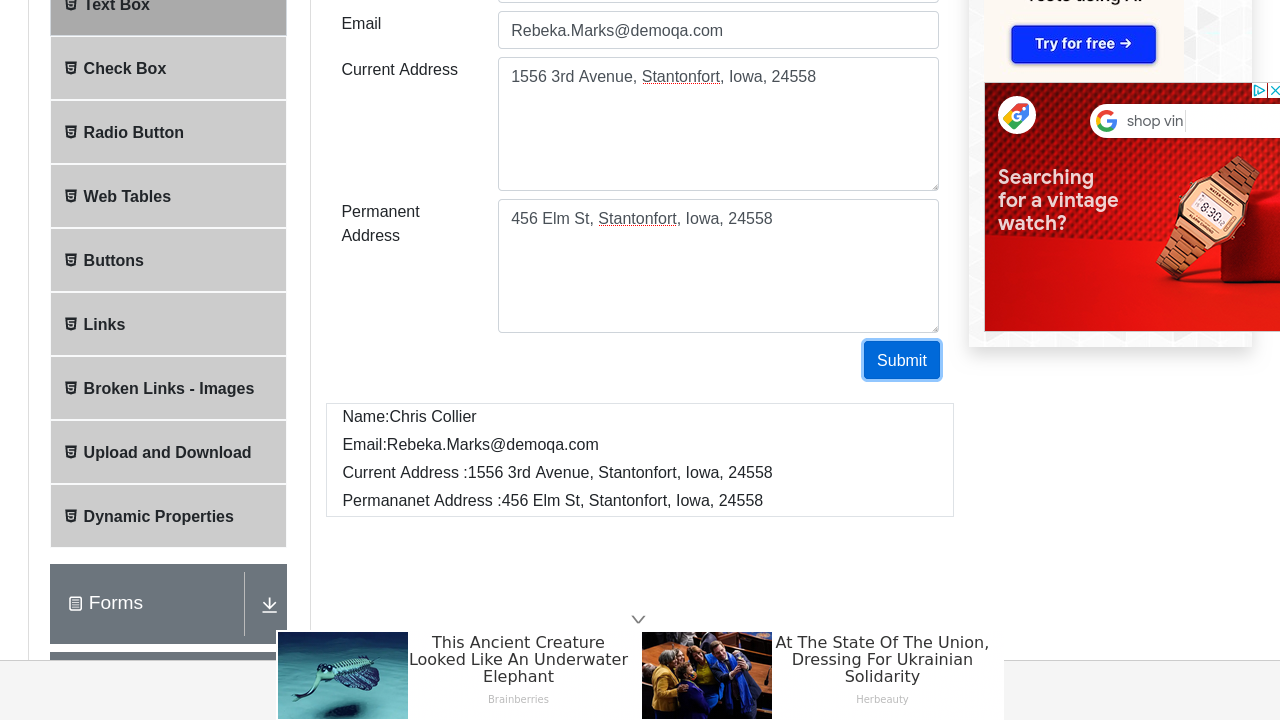 Text Box
Check Box
Radio Button
Web Tables
Buttons
Links
Broken Links - Images
Upload and Download
Dynamic Properties
Forms
Email
Rebeka.Marks@demoqa.com
Current Address
1556 3rd Avenue, Stantonfort, Iowa, 24558
Permanent
Address
456 Elm St, Stantonfort, Iowa, 24558
Submit
Name:Chris Collier
Email:Rebeka.Marks@demoqa.com
Current Address :1556 3rd Avenue, Stantonfort, Iowa, 24558
Permananet Address :456 Elm St, Stantonfort, Iowa, 24558
Try for free →
shop vin
Searching
for a vintage
watch?
8:30
This Ancient Creature
Looked Like An Underwater
Elephant
Brainberries
At The State Of The Union,
Dressing For Ukrainian
Solidarity
Herbeauty